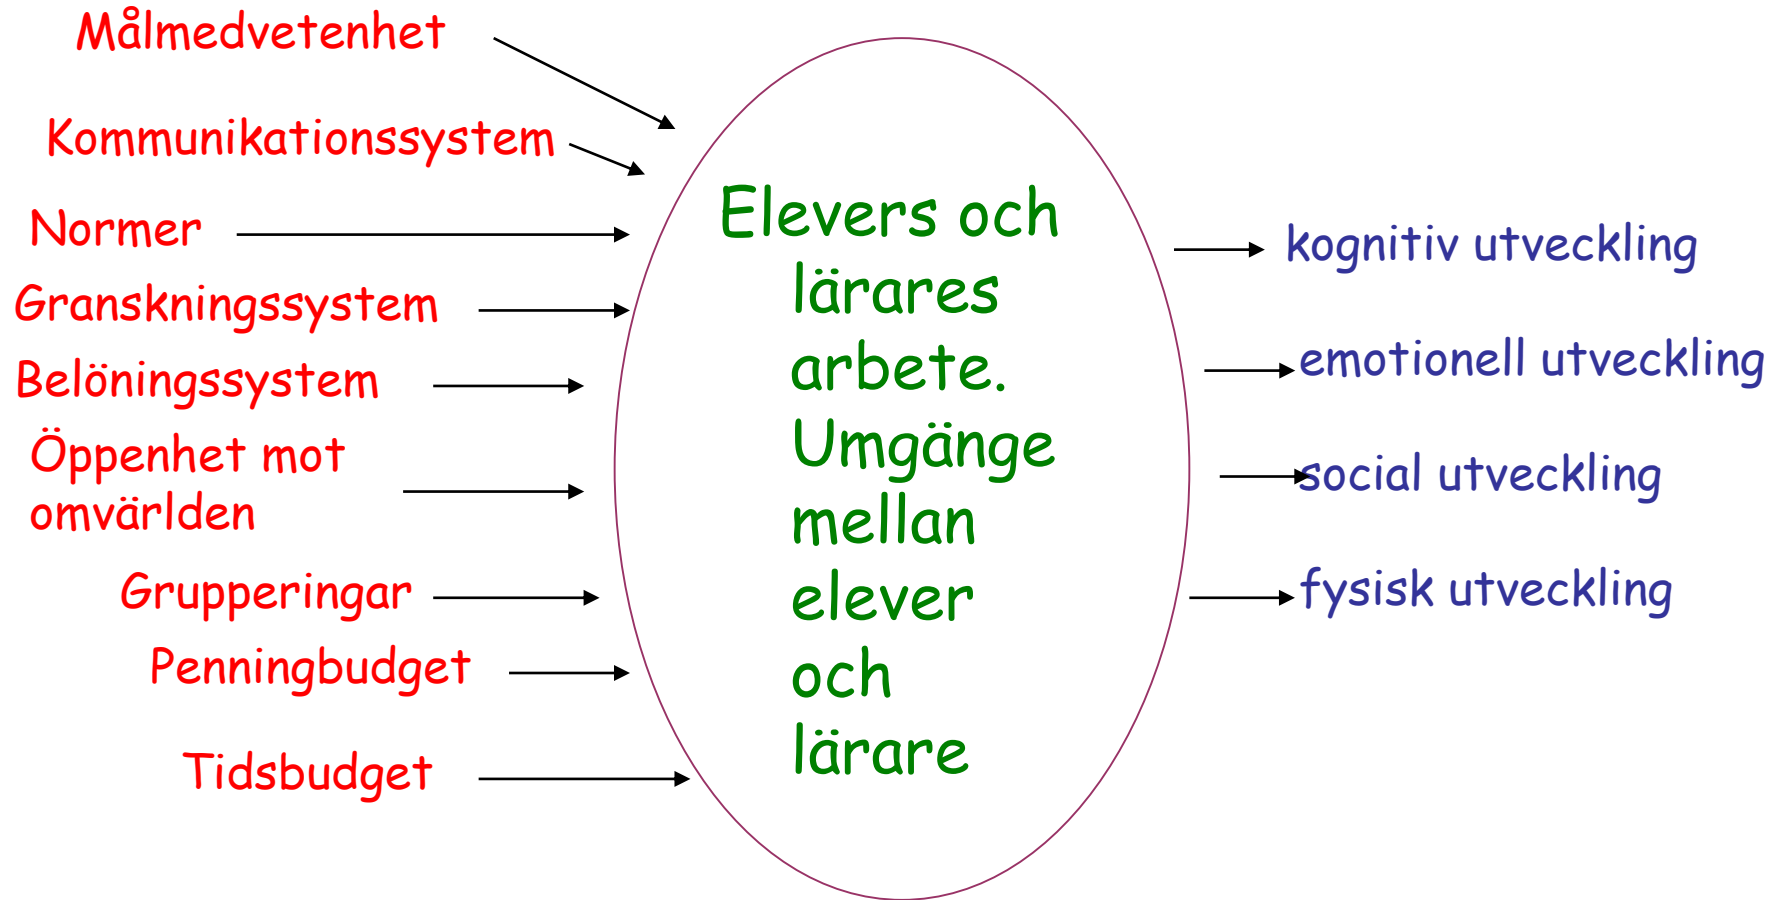 Målmedvetenhet
Kommunikationssystem
Normer
Granskningssystem
Belöningssystem
Öppenhet mot
omvärlden
Grupperingar
Penningbudget
Tidsbudget
Elevers och
lärares
arbete.
Umgänge
mellan
elever
och
lärare
kognitiv utveckling
emotionell utveckling
social utveckling
fysisk utveckling